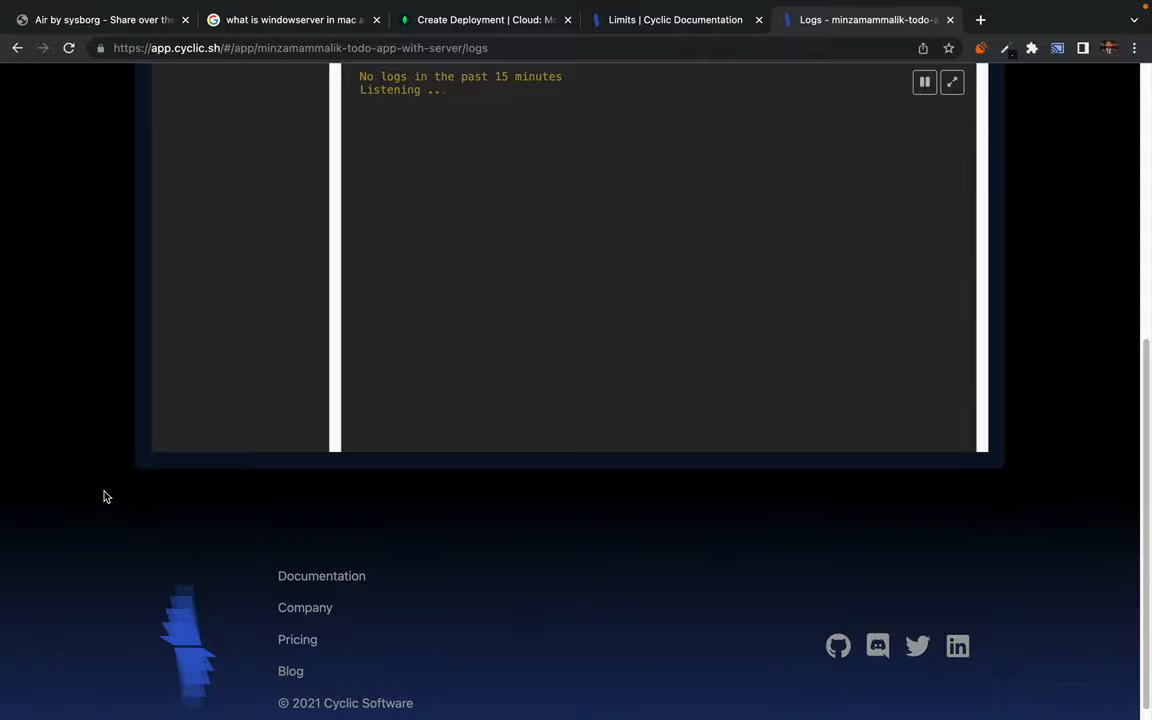 Air by sysborg - Share over the
what is windowserver in mac a
Create Deployment | Cloud: Mo
Limits | Cyclic Documentation
Logs - minzamammalik-todo-a
https://app.cyclic.sh/#/app/minzamammalik-todo-app-with-server/logs
No logs in the past 15 minutes
Listening ...
Documentation
Company
Pricing
Blog
© 2021 Cyclic Software